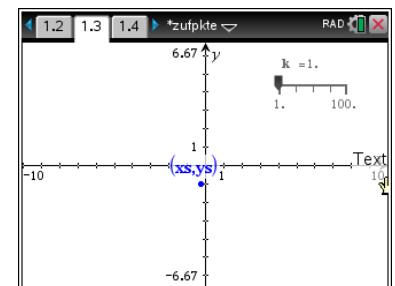 1.2 1.3 1.4 *zufpkte RAD
6.67 y
k =1.
1. 100.
1
(xs,ys)
Text
-10 1 10
-6.67